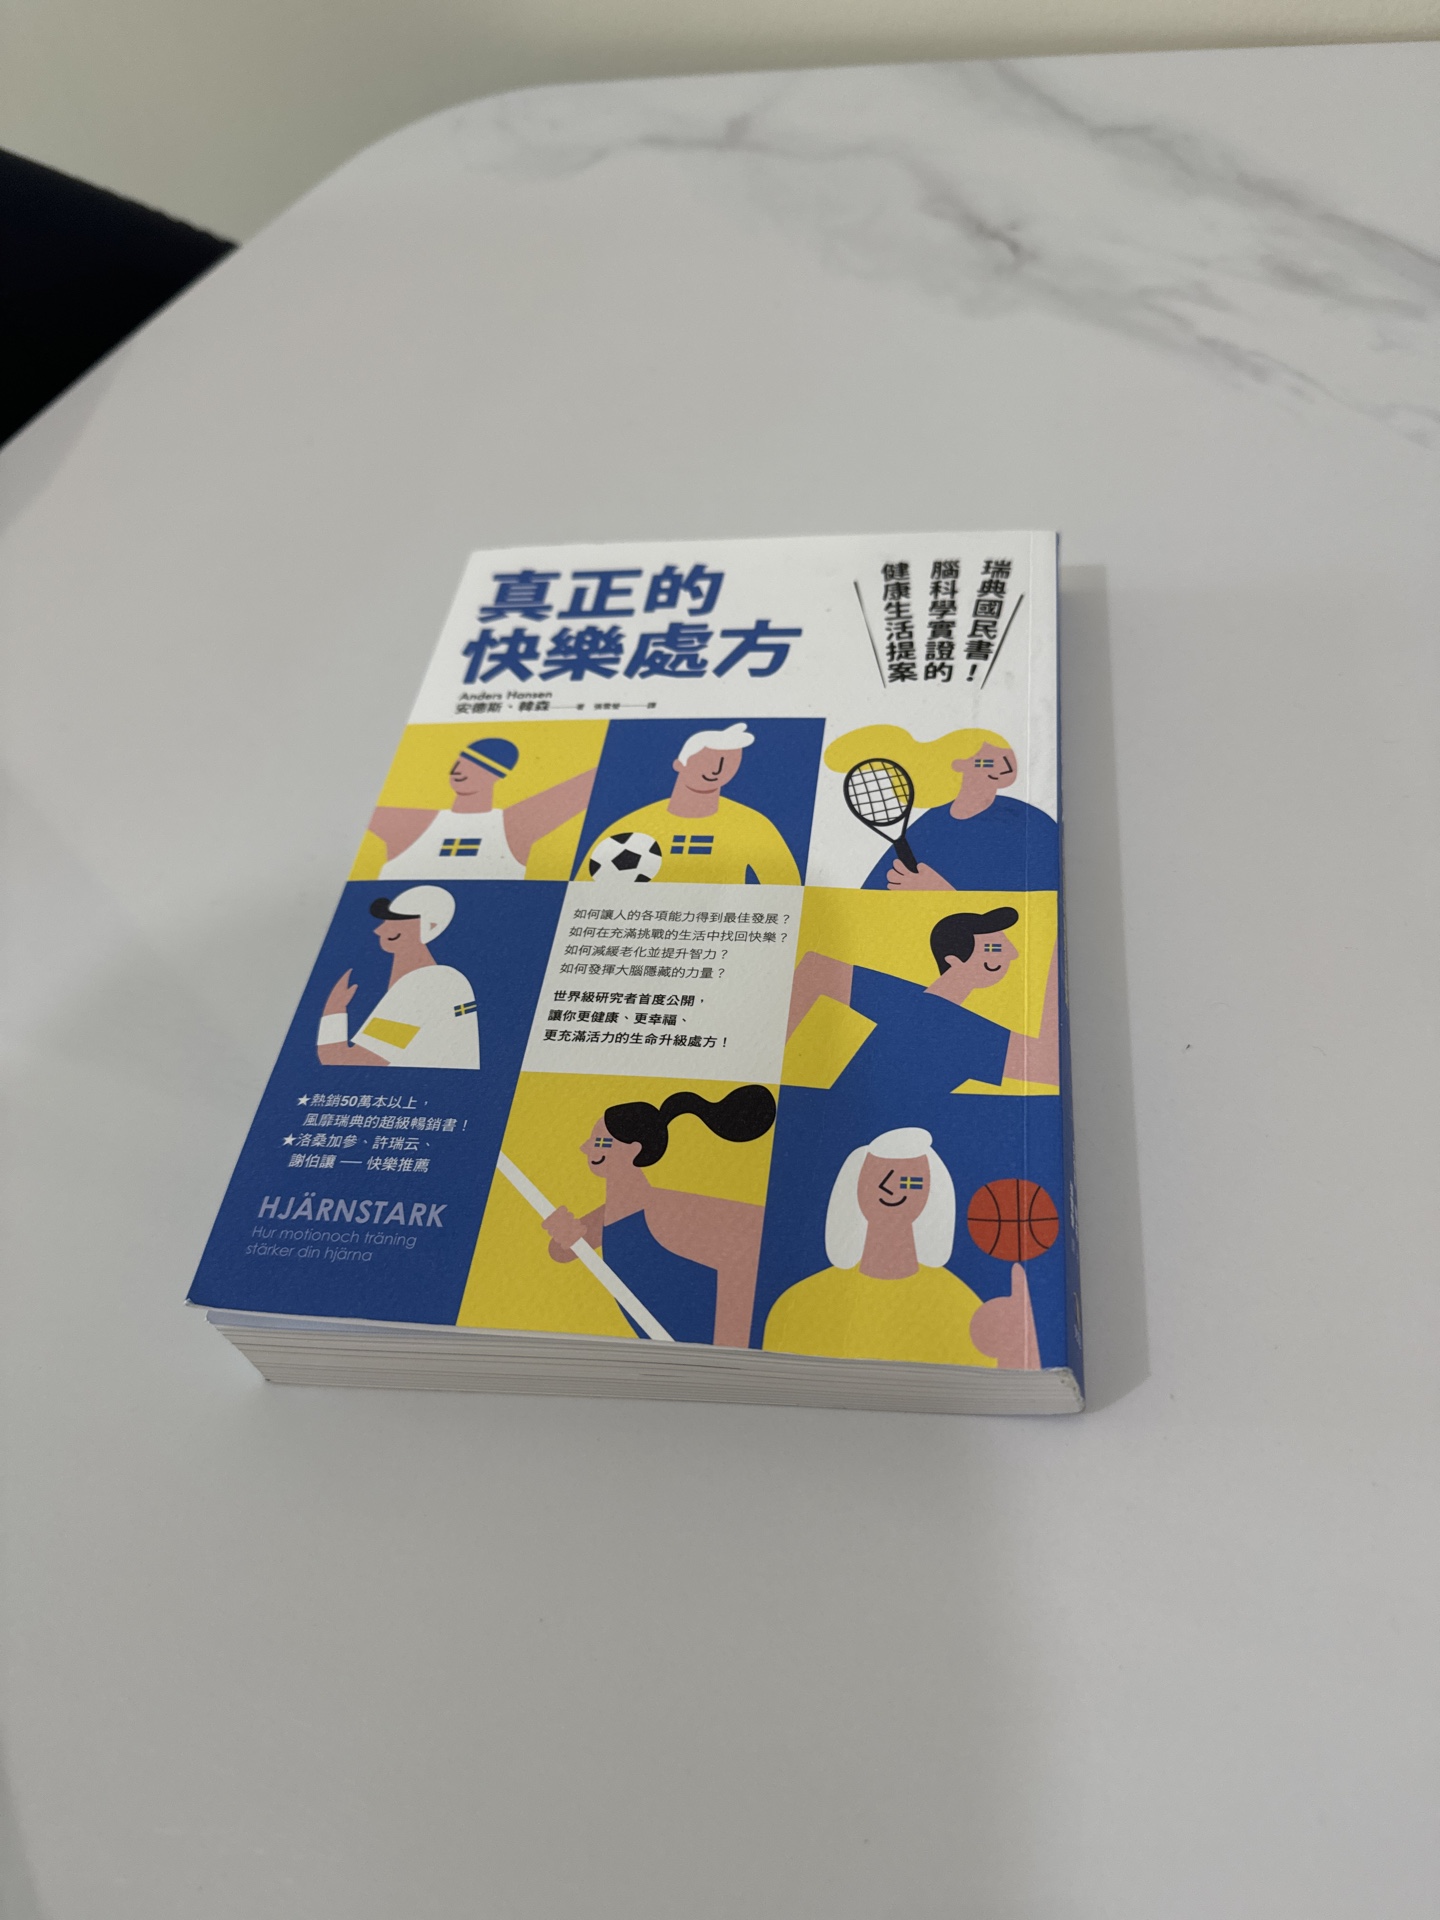 真正的
快樂處方
瑞典國民書！
腦科學實證的
健康生活提案
Anders Hansen
安德斯、韓森——著 張雪瑩——譯
如何讓人的各項能力得到最佳發展？
如何在充滿挑戰的生活中找回快樂？
如何減緩老化並提升智力？
如何發揮大腦隱藏的力量？
世界級研究者首度公開，
讓你更健康、更幸福、
更充滿活力的生命升級處方！
★熱銷50萬本以上，
風靡瑞典的超級暢銷書！
★洛桑加參、許瑞云、
謝伯讓 — 快樂推薦
HJÄRNSTARK
Hur motionoch träning
stärker din hjärna